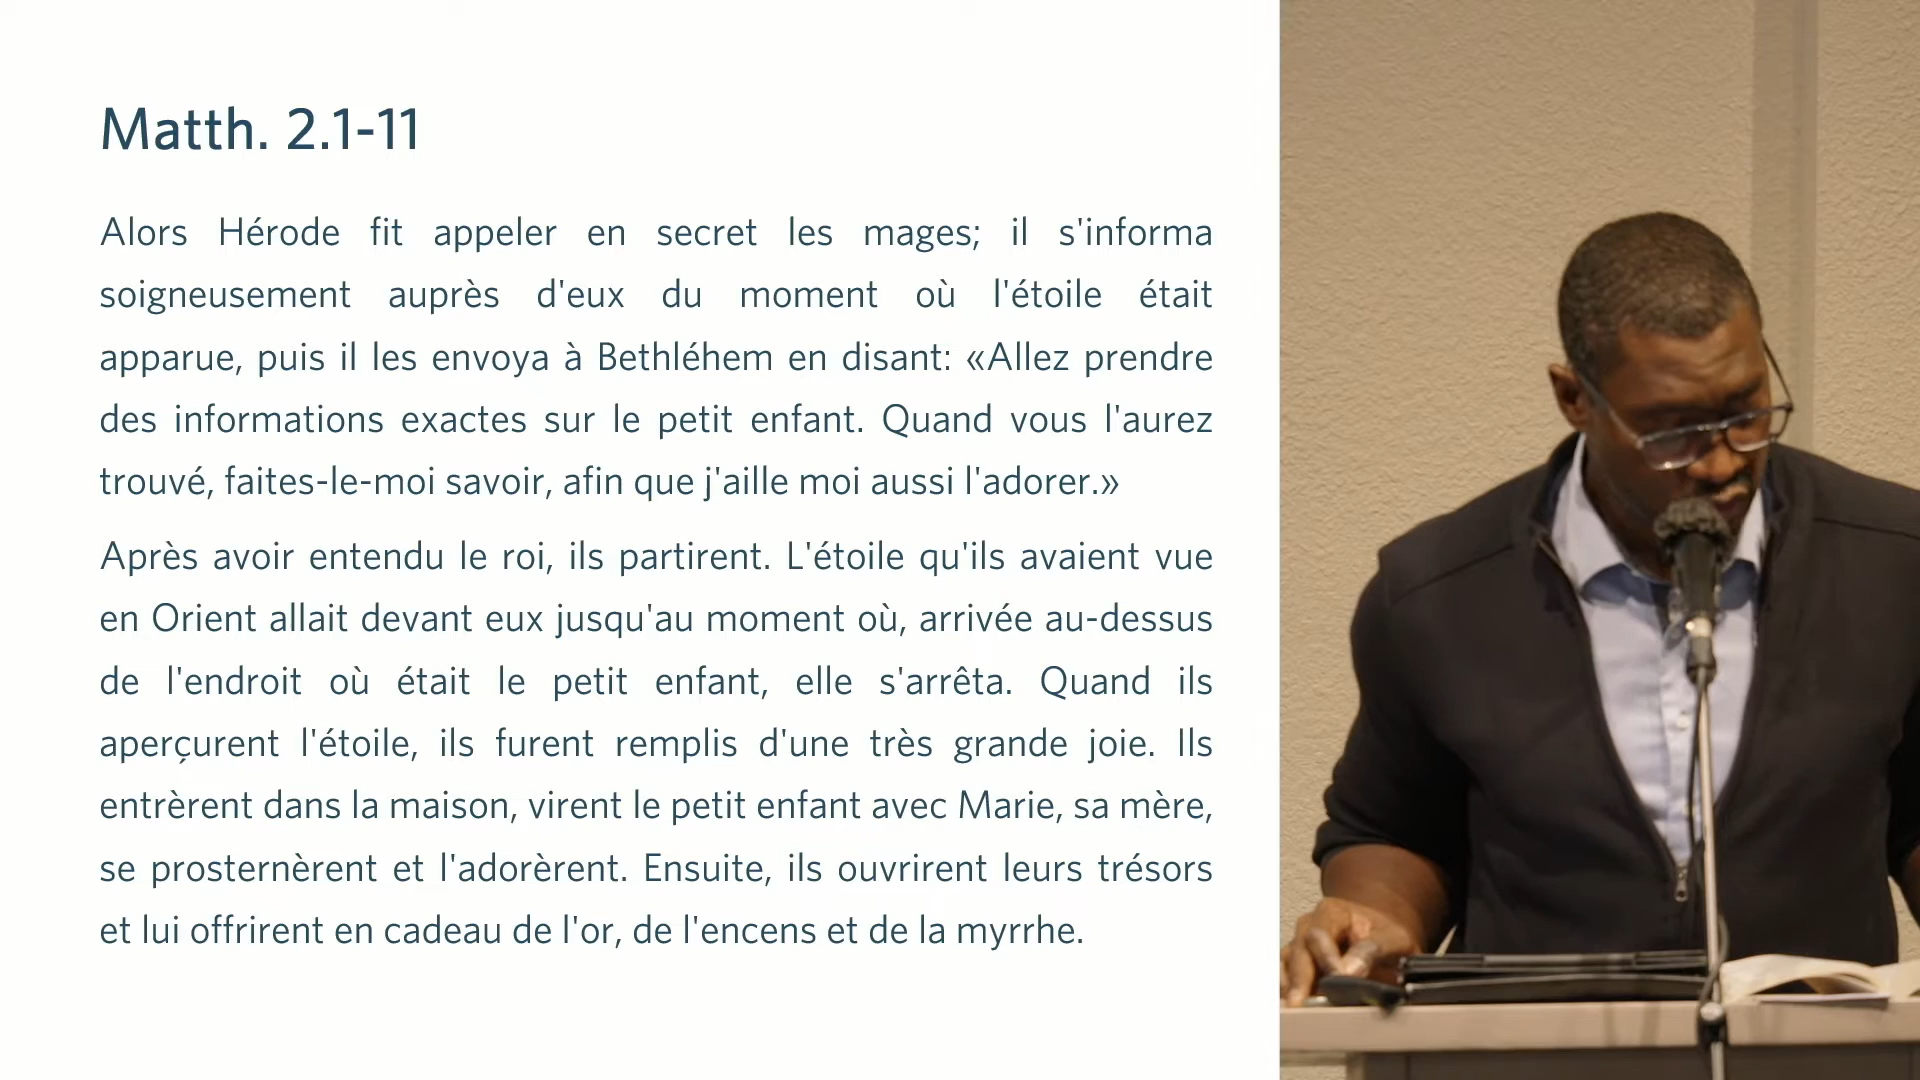 Matth. 2.1-11
Alors Hérode fit appeler en secret les mages; il s'informa
soigneusement auprès d'eux du moment où l'étoile était
apparue, puis il les envoya à Bethléhem en disant: «Allez prendre
des informations exactes sur le petit enfant. Quand vous l'aurez
trouvé, faites-le-moi savoir, afin que j'aille moi aussi l'adorer.»
Après avoir entendu le roi, ils partirent. L'étoile qu'ils avaient vue
en Orient allait devant eux jusqu'au moment où, arrivée au-dessus
de l'endroit où était le petit enfant, elle s'arrêta. Quand ils
aperçurent l'étoile, ils furent remplis d'une très grande joie. Ils
entrèrent dans la maison, virent le petit enfant avec Marie, sa mère,
se prosternèrent et l'adorèrent. Ensuite, ils ouvrirent leurs trésors
et lui offrirent en cadeau de l'or, de l'encens et de la myrrhe.